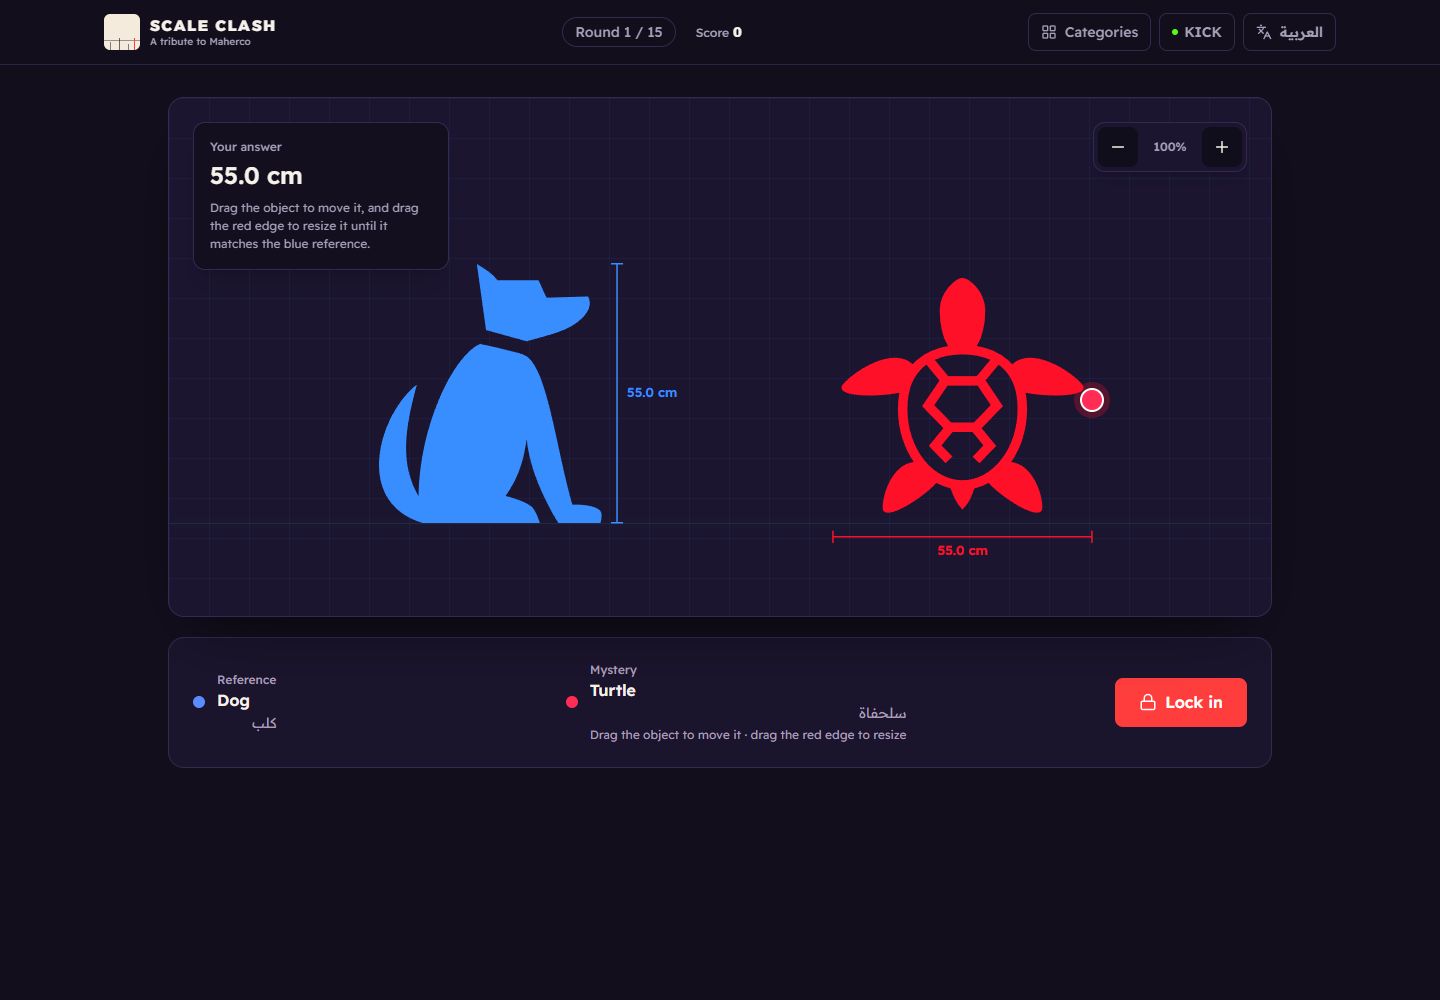 SCALE CLASH
A tribute to Maherco
Round 1 / 15
Score 0
Categories
KICK
العربية
Your answer
55.0 cm
Drag the object to move it, and drag
the red edge to resize it until it
matches the blue reference.
100%
55.0 cm
55.0 cm
Reference
Dog
كلب
Mystery
Turtle
سلحفاة
Drag the object to move it · drag the red edge to resize
Lock in